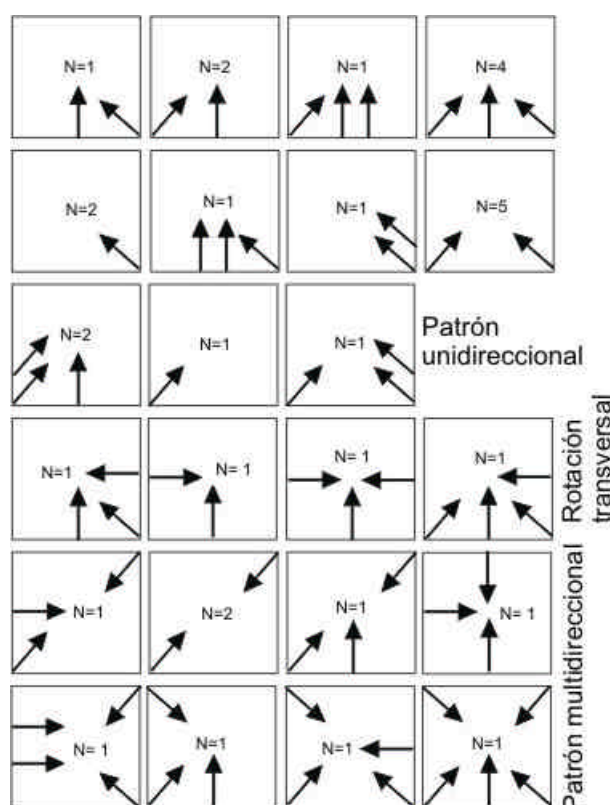 N=1
N=2
N=1
N=4
N=2
N=1
N=1
N=5
N=2
N=1
N=1
Patrón
unidireccional
N=1
N= 1
N= 1
N=1
Rotación
transversal
N=1
N=2
N=1
N= 1
N= 1
N=1
N=1
N=1
Patrón multidireccional